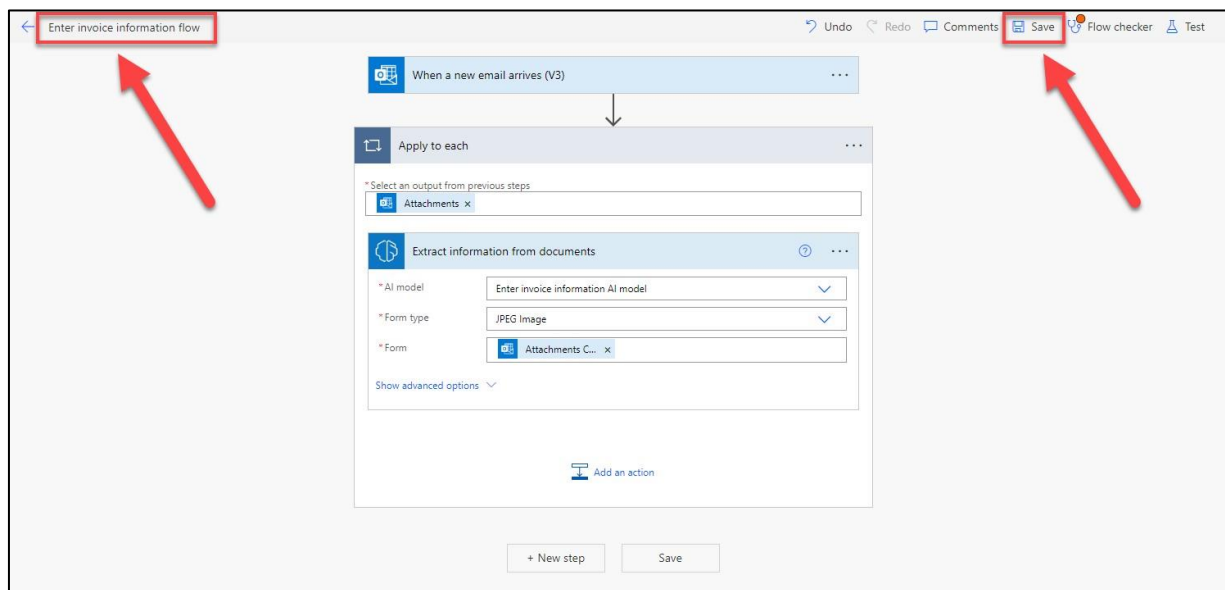 Enter invoice information flow
Undo Redo Comments Save Flow checker Test
When a new email arrives (V3)
Apply to each
*Select an output from previous steps
Attachments ×
Extract information from documents
*AI model Enter invoice information AI model
*Form type JPEG Image
*Form Attachments C... ×
Show advanced options
Add an action
+ New step Save